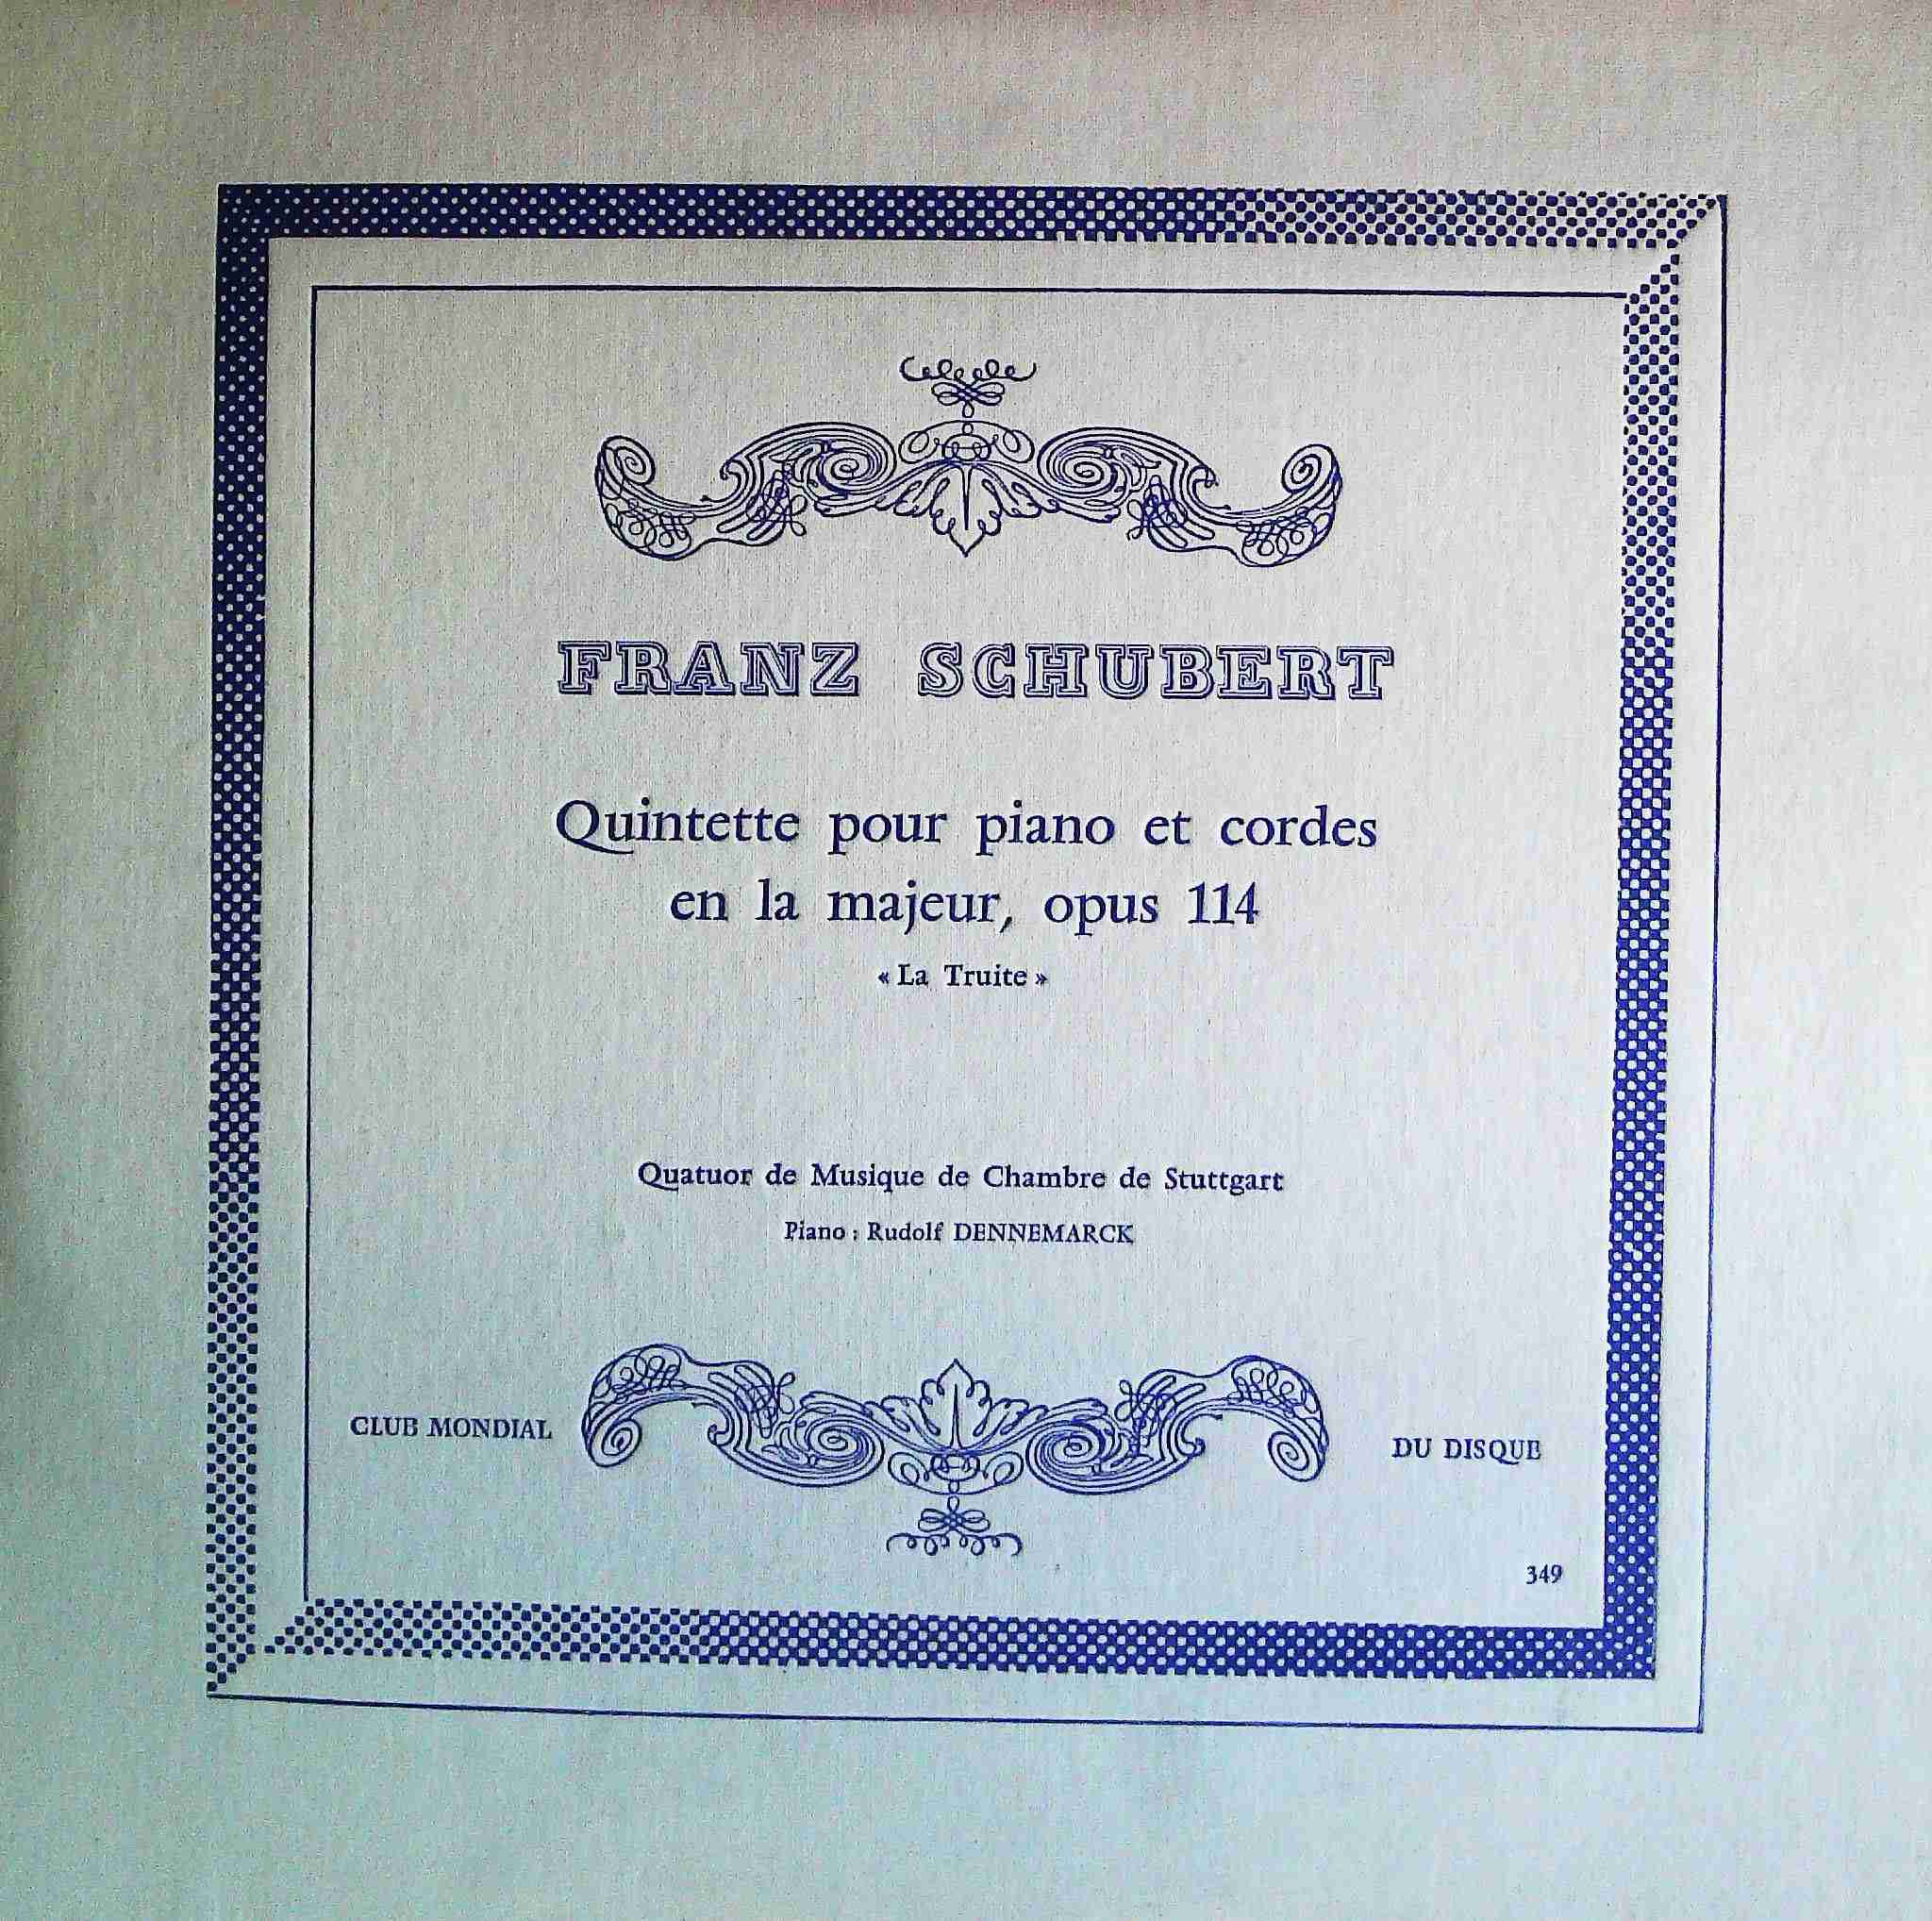 FRANZ SCHUBERT
Quintette pour piano et cordes
en la majeur, opus 114
« La Truite »
Quatuor de Musique de Chambre de Stuttgart
Piano : Rudolf DENNEMARCK
CLUB MONDIAL DU DISQUE
349